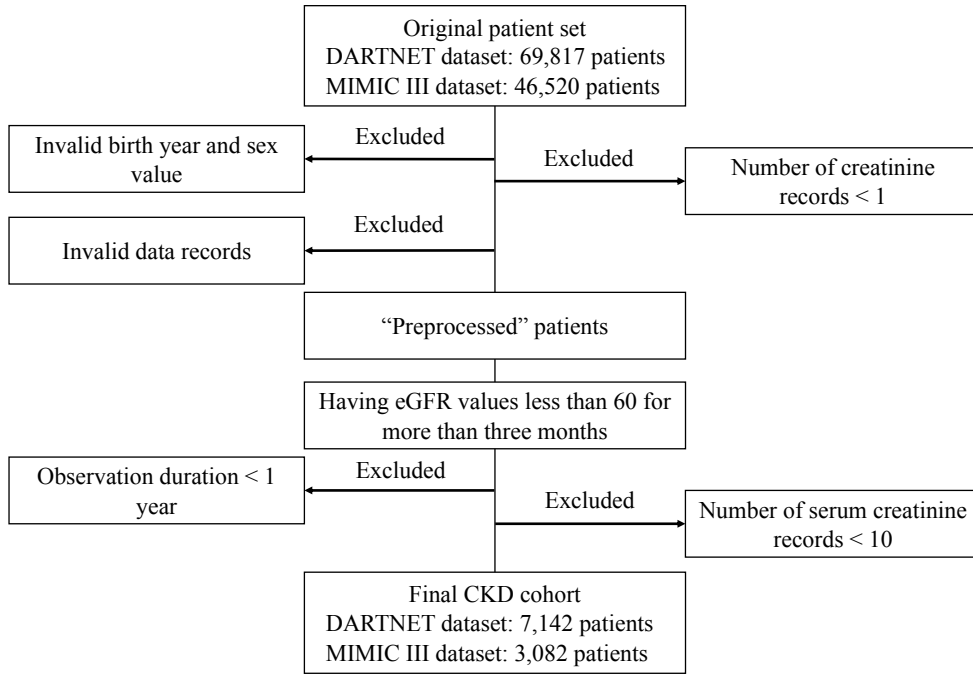 Original patient set
DARTNET dataset: 69,817 patients
MIMIC III dataset: 46,520 patients
Excluded
Invalid birth year and sex
value
Excluded
Number of creatinine
records < 1
Excluded
Invalid data records
“Preprocessed” patients
Having eGFR values less than 60 for
more than three months
Excluded
Observation duration < 1
year
Excluded
Number of serum creatinine
records < 10
Final CKD cohort
DARTNET dataset: 7,142 patients
MIMIC III dataset: 3,082 patients